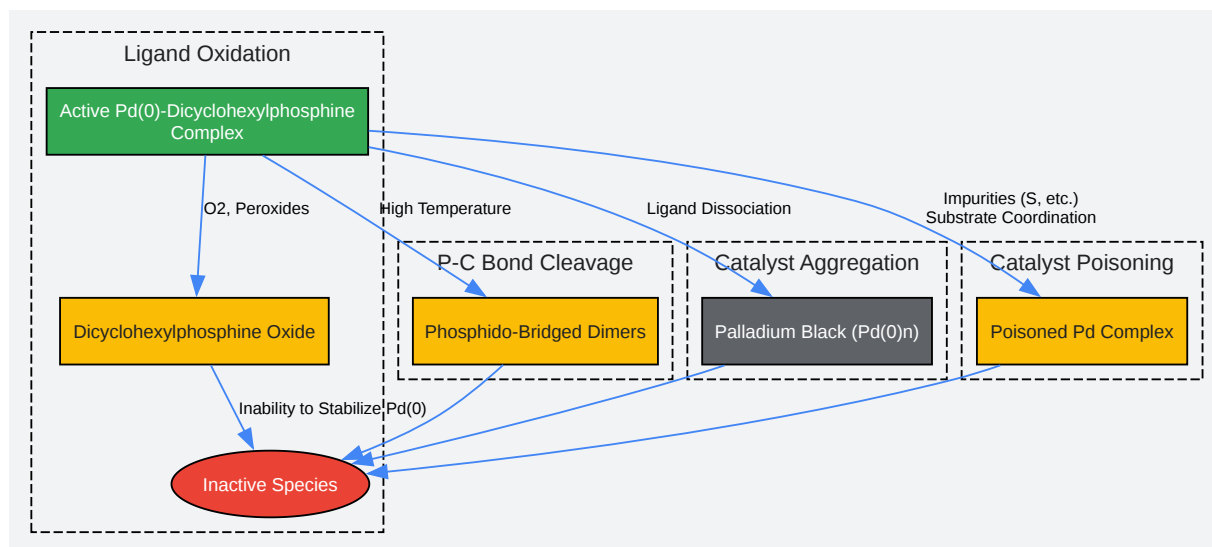 Ligand Oxidation
Active Pd(0)-Dicyclohexylphosphine
Complex
O2, Peroxides
High Temperature
Ligand Dissociation
Impurities (S, etc.)
Substrate Coordination
P-C Bond Cleavage
Catalyst Aggregation
Catalyst Poisoning
Dicyclohexylphosphine Oxide
Phosphido-Bridged Dimers
Palladium Black (Pd(0)n)
Poisoned Pd Complex
Inability to Stabilize Pd(0)
Inactive Species